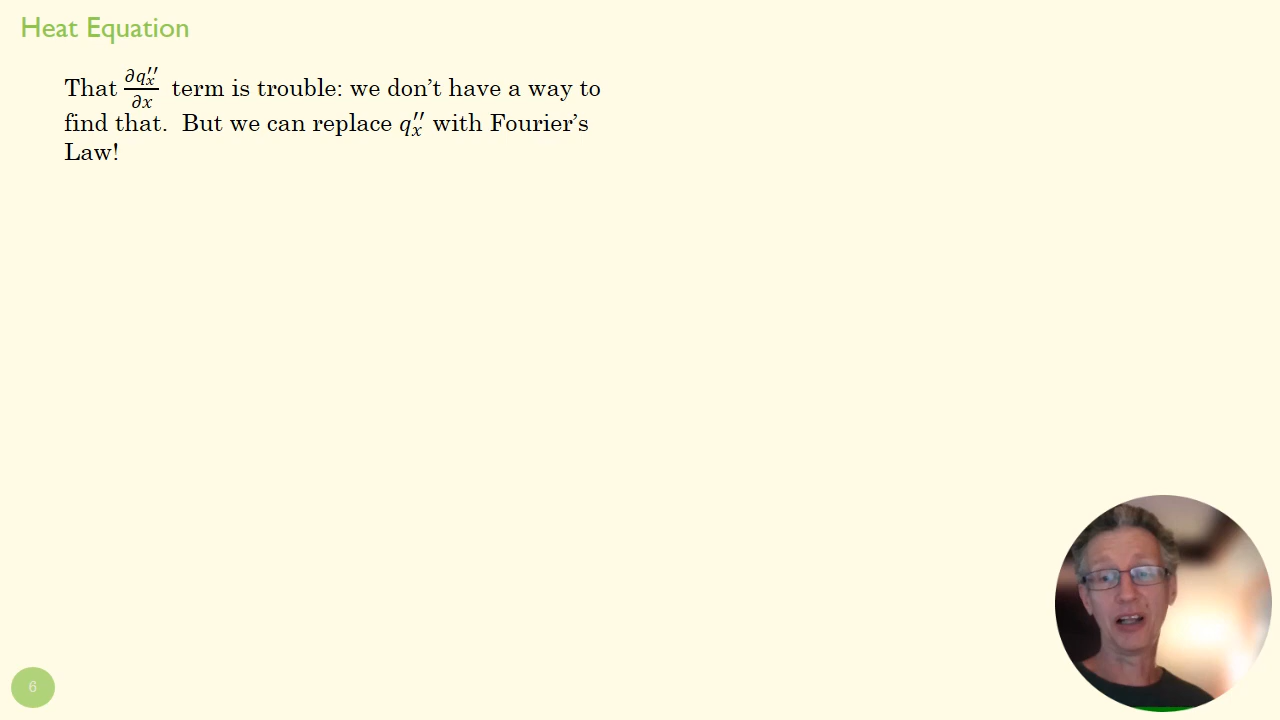 Heat Equation
That ∂q″ₓ/∂x term is trouble: we don’t have a way to
find that. But we can replace q″ₓ with Fourier’s
Law!
6